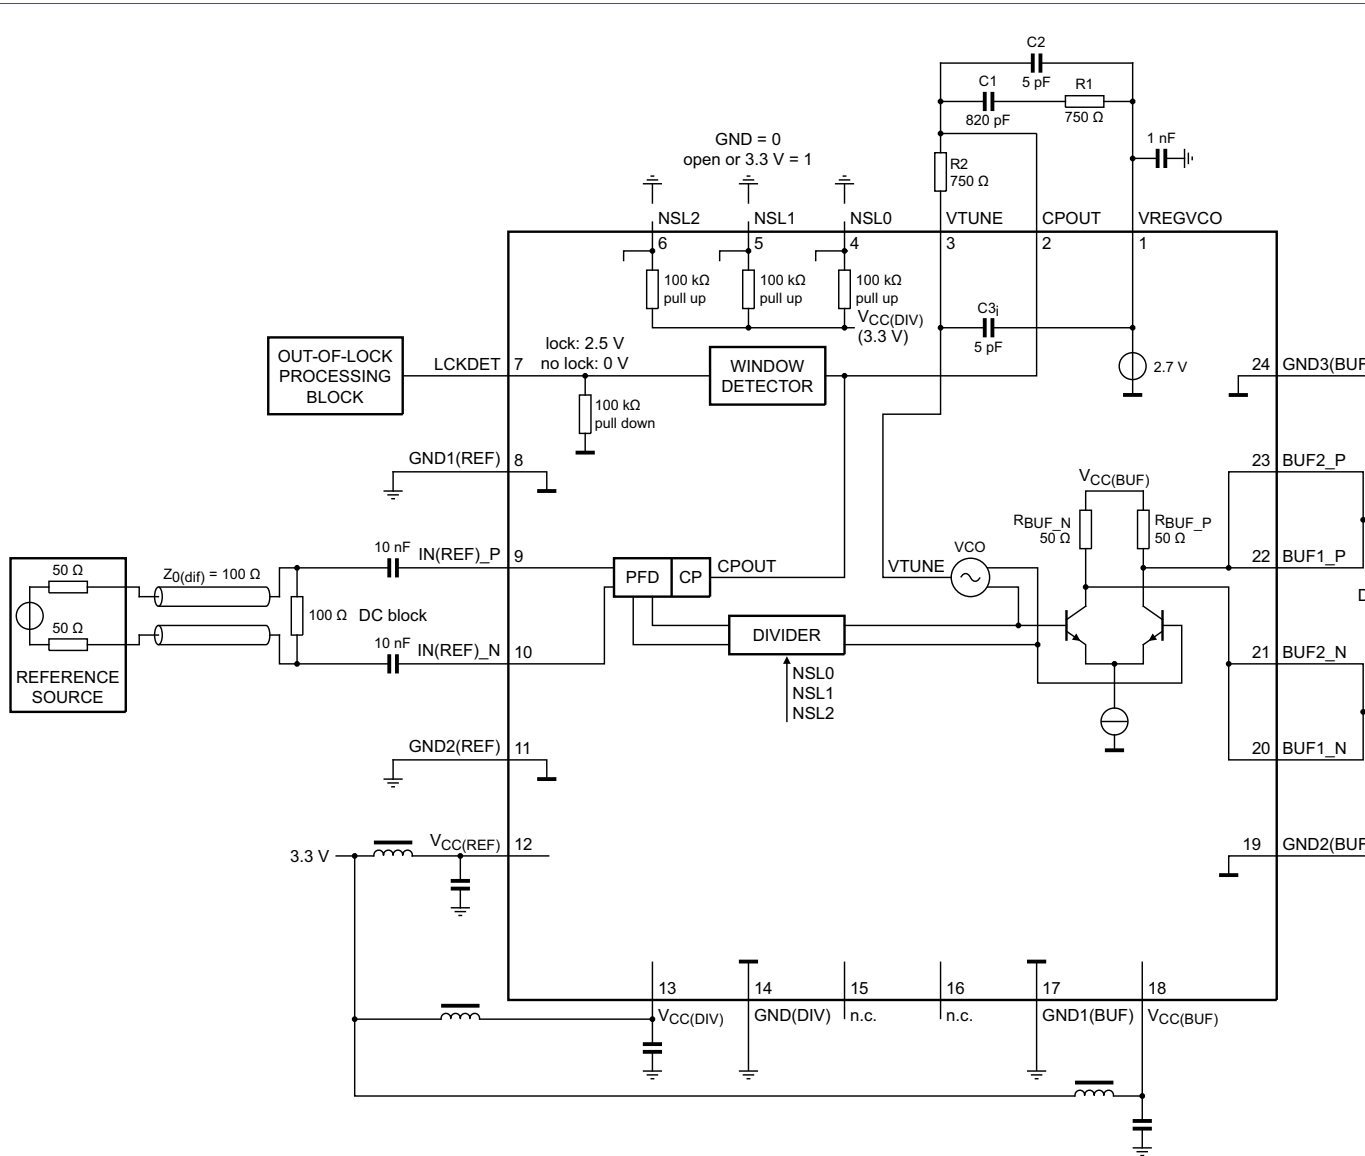 C2
5 pF
C1
820 pF
R1
750 Ω
1 nF
GND = 0
open or 3.3 V = 1
R2
750 Ω
NSL2
NSL1
NSL0
VTUNE
CPOUT
VREGVCO
6
5
4
3
2
1
100 kΩ
pull up
100 kΩ
pull up
100 kΩ
pull up
VCC(DIV)
(3.3 V)
C3i
5 pF
OUT-OF-LOCK
PROCESSING
BLOCK
LCKDET
7
lock: 2.5 V
no lock: 0 V
WINDOW
DETECTOR
2.7 V
24
GND3(BUF
100 kΩ
pull down
GND1(REF)
8
23
BUF2_P
VCC(BUF)
RBUF_N
50 Ω
RBUF_P
50 Ω
10 nF
IN(REF)_P
9
PFD
CP
CPOUT
VTUNE
VCO
22
BUF1_P
50 Ω
50 Ω
Z0(dif) = 100 Ω
100 Ω
DC block
D
REFERENCE
SOURCE
10 nF
IN(REF)_N
10
DIVIDER
NSL0
NSL1
NSL2
21
BUF2_N
GND2(REF)
11
20
BUF1_N
3.3 V
VCC(REF)
12
19
GND2(BUF
13
14
15
16
17
18
VCC(DIV)
GND(DIV)
n.c.
n.c.
GND1(BUF)
VCC(BUF)